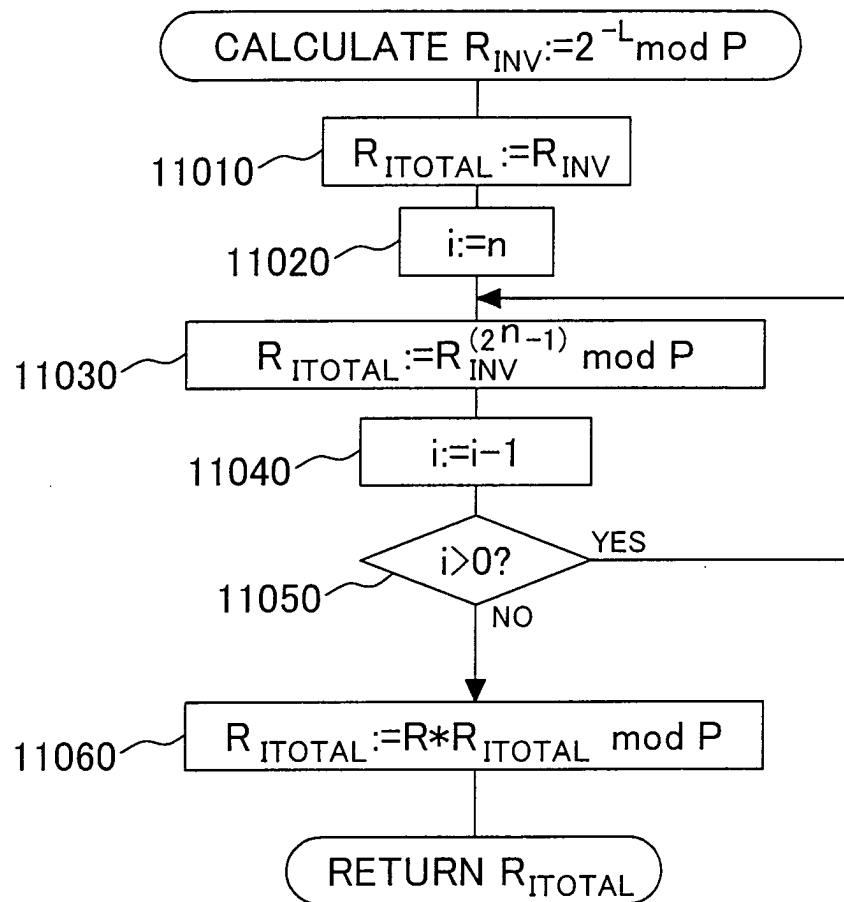 CALCULATE R_INV:=2^-L mod P
11010
R_ITOTAL:=R_INV
11020
i:=n
11030
R_ITOTAL:=R_INV^(2^n-1) mod P
11040
i:=i-1
11050
i>0?
YES
NO
11060
R_ITOTAL:=R*R_ITOTAL mod P
RETURN R_ITOTAL